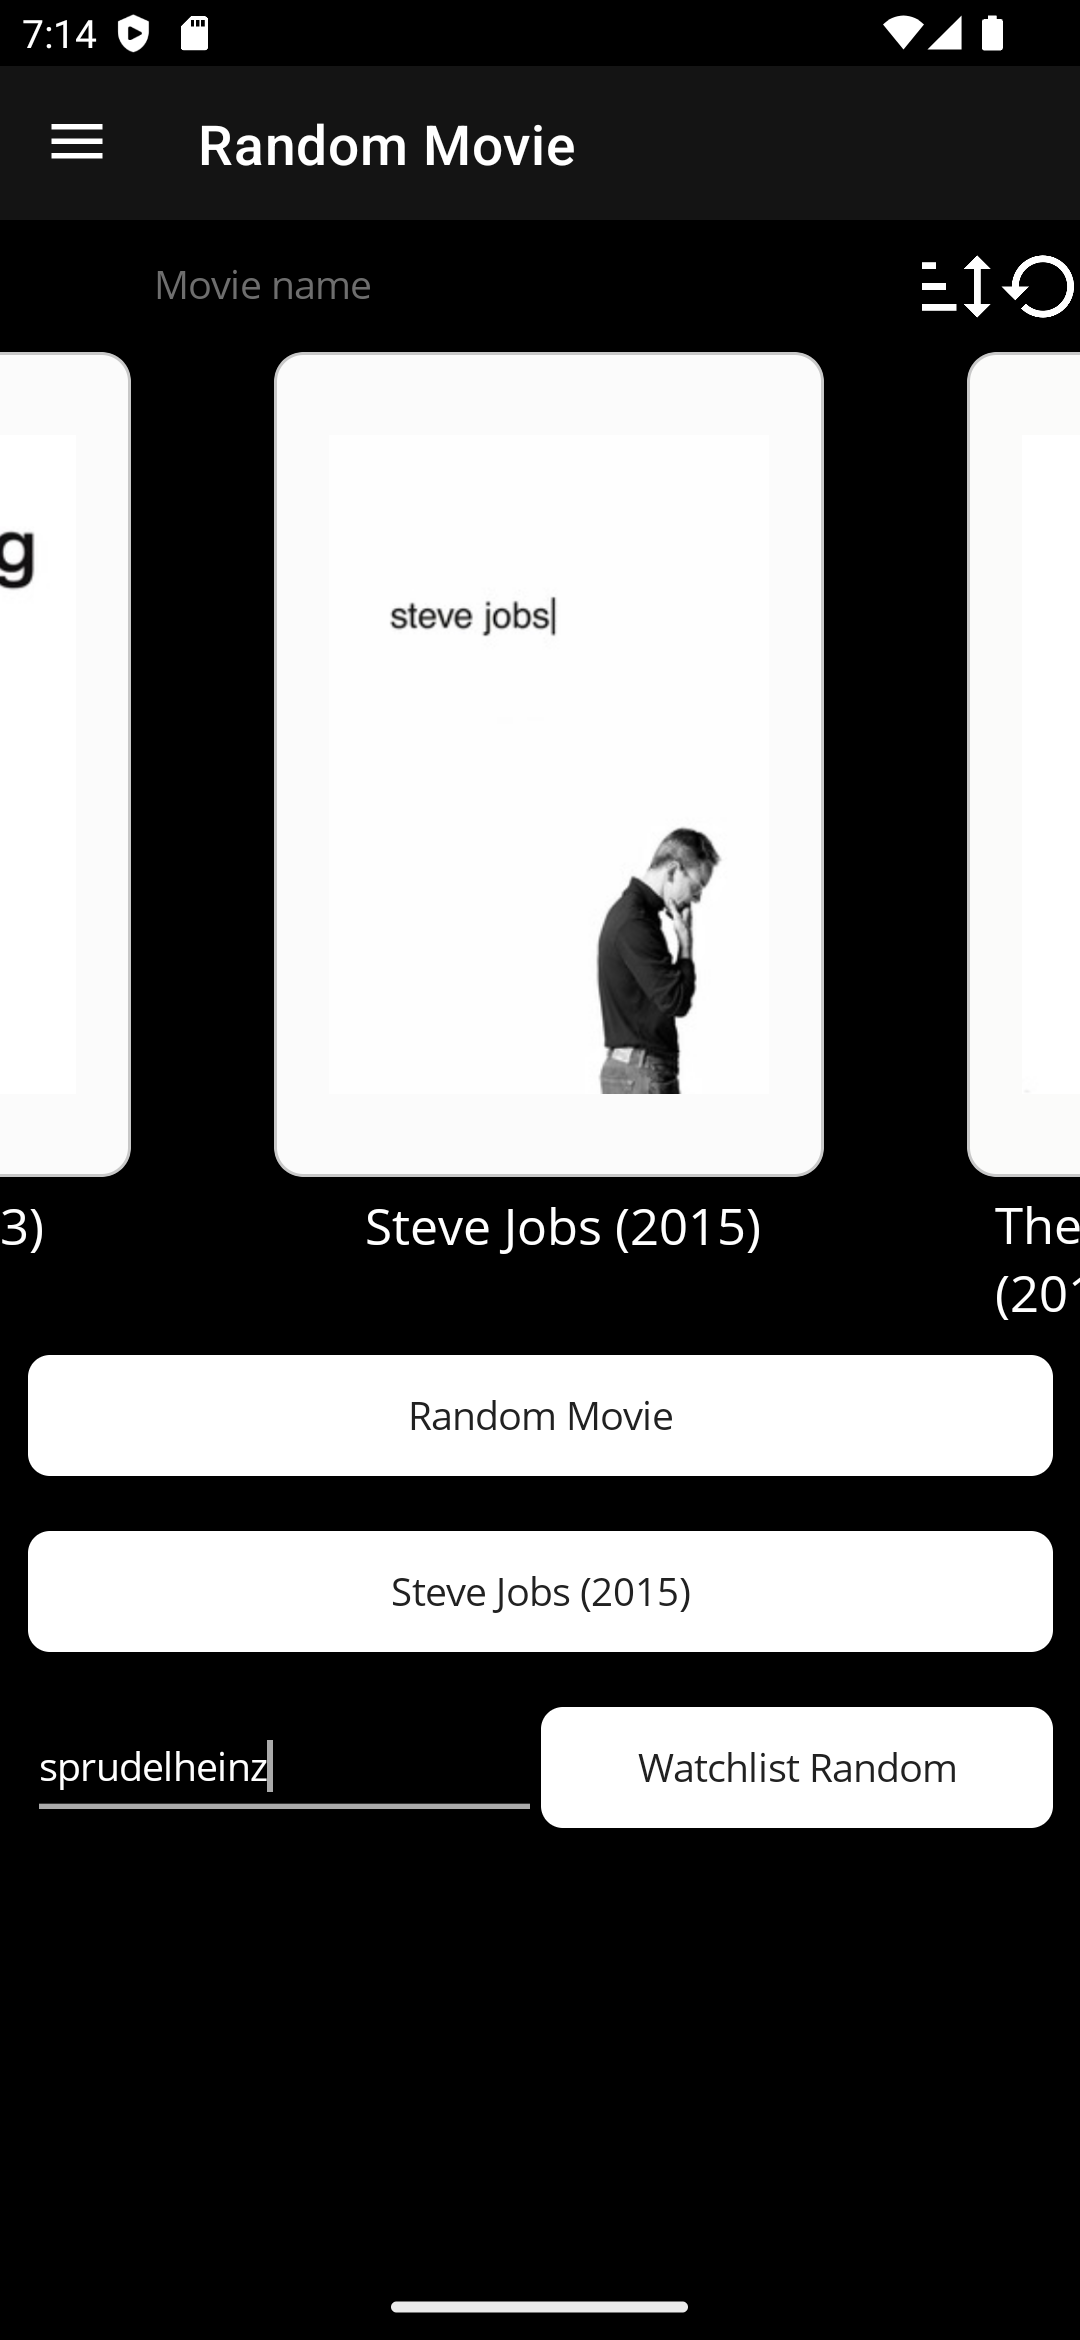 7:14
Random Movie
Movie name
g
steve jobs
3)
Steve Jobs (2015)
The
(201
Random Movie
Steve Jobs (2015)
sprudelheinz
Watchlist Random